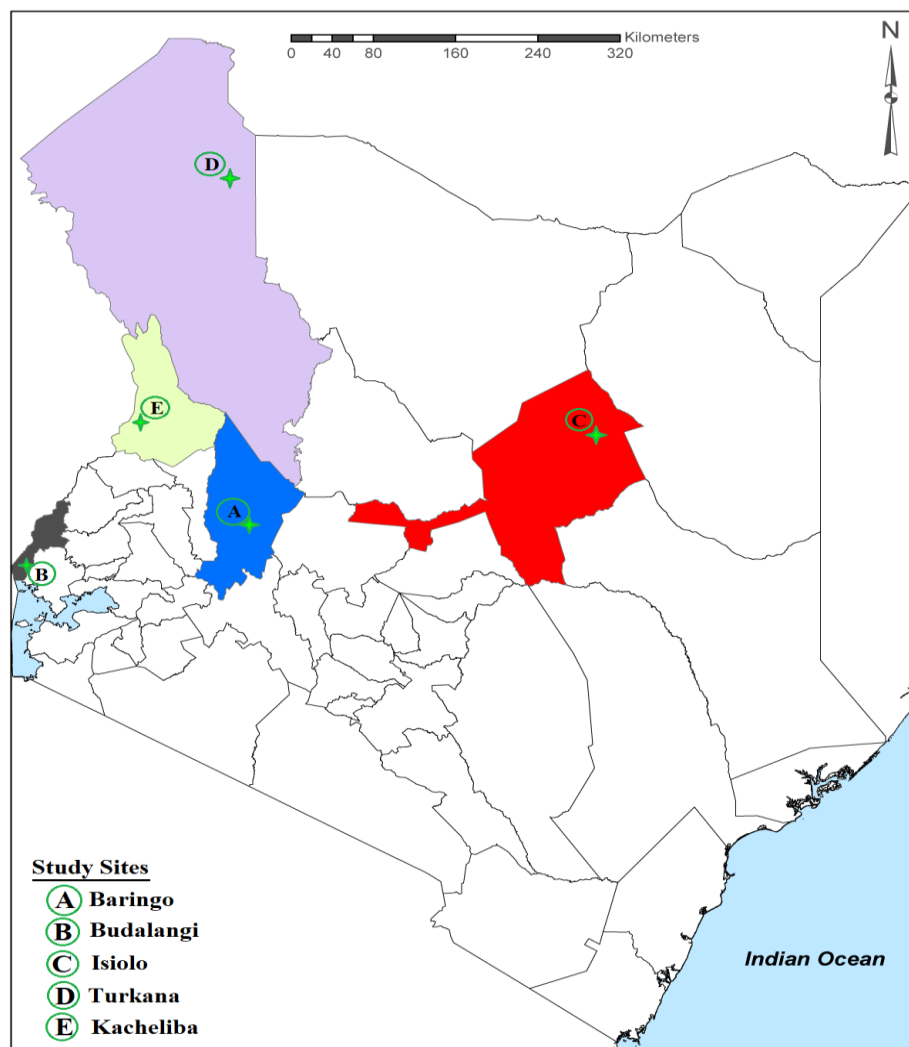 Kilometers
0 40 80 160 240 320
N
D
E
C
A
B
Indian Ocean
Study Sites
A Baringo
B Budalangi
C Isiolo
D Turkana
E Kacheliba